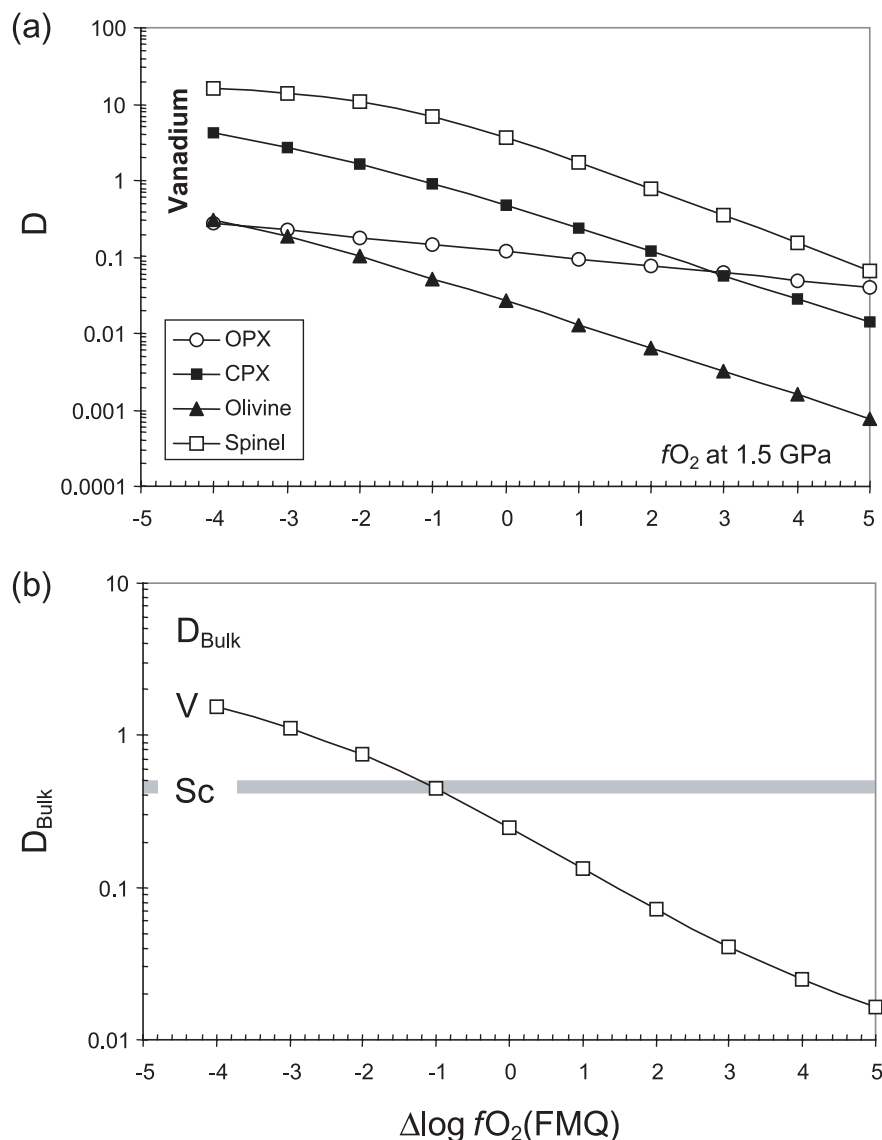 (a)
100
10
1
0.1
0.01
0.001
0.0001
D
Vanadium
OPX
CPX
Olivine
Spinel
fO2 at 1.5 GPa
-5 -4 -3 -2 -1 0 1 2 3 4 5
(b)
10
1
0.1
0.01
DBulk
DBulk
V
Sc
-5 -4 -3 -2 -1 0 1 2 3 4 5
Δlog fO2(FMQ)